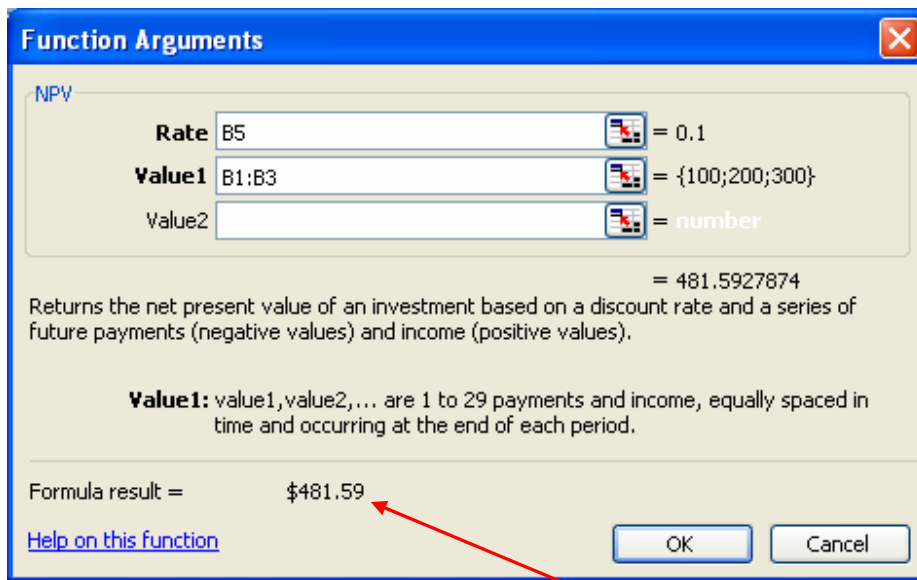 Function Arguments
NPV
Rate B5 = 0.1
Value1 B1:B3 = {100;200;300}
Value2 = number
= 481.5927874
Returns the net present value of an investment based on a discount rate and a series of
future payments (negative values) and income (positive values).
Value1: value1,value2,... are 1 to 29 payments and income, equally spaced in
time and occurring at the end of each period.
Formula result = $481.59
Help on this function OK Cancel